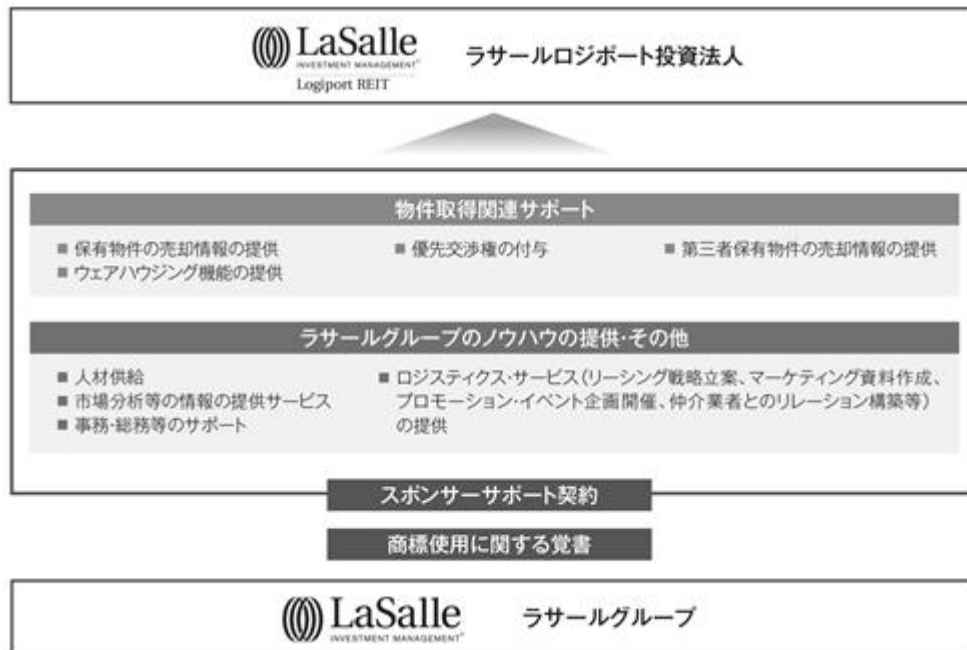 LaSalle
INVESTMENT MANAGEMENT®
Logiport REIT
ラサールロジポート投資法人
物件取得関連サポート
■ 保有物件の売却情報の提供
■ ウェアハウジング機能の提供
■ 優先交渉権の付与
■ 第三者保有物件の売却情報の提供
ラサールグループのノウハウの提供・その他
■ 人材供給
■ 市場分析等の情報の提供サービス
■ 事務・総務等のサポート
■ ロジスティクス・サービス(リーシング戦略立案、マーケティング資料作成、
プロモーション・イベント企画開催、仲介業者とのリレーション構築等)
の提供
スポンサーサポート契約
商標使用に関する覚書
LaSalle
INVESTMENT MANAGEMENT®
ラサールグループ